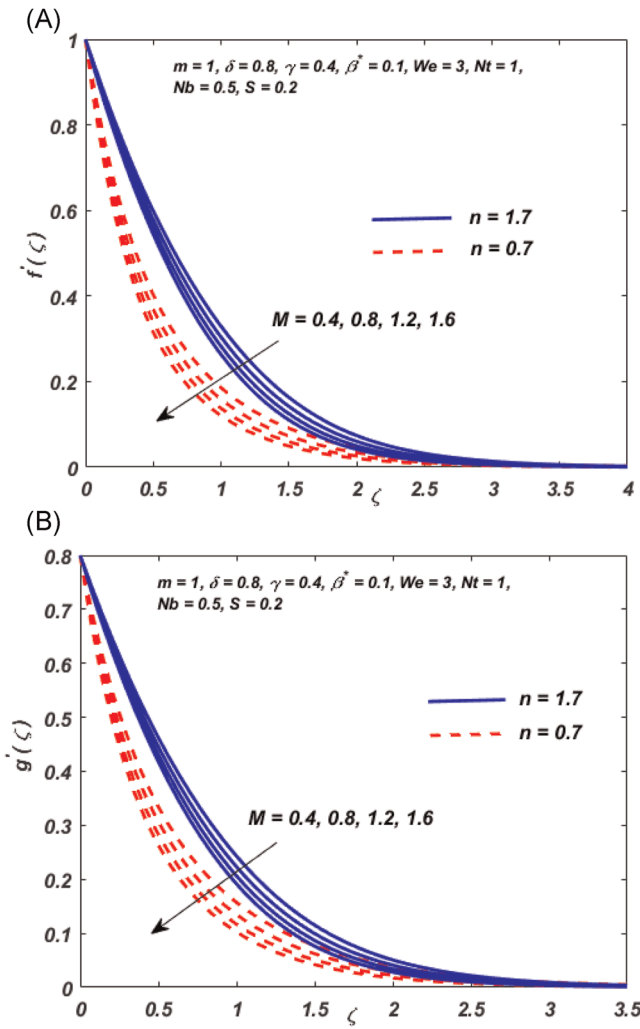 (A)
m = 1, δ = 0.8, γ = 0.4, β* = 0.1, We = 3, Nt = 1,
Nb = 0.5, S = 0.2
n = 1.7
n = 0.7
M = 0.4, 0.8, 1.2, 1.6
f'(ζ)
1
0.8
0.6
0.4
0.2
0
0 0.5 1 1.5 2 2.5 3 3.5 4
ζ
(B)
m = 1, δ = 0.8, γ = 0.4, β* = 0.1, We = 3, Nt = 1,
Nb = 0.5, S = 0.2
n = 1.7
n = 0.7
M = 0.4, 0.8, 1.2, 1.6
g'(ζ)
0.8
0.7
0.6
0.5
0.4
0.3
0.2
0.1
0
0 0.5 1 1.5 2 2.5 3 3.5
ζ